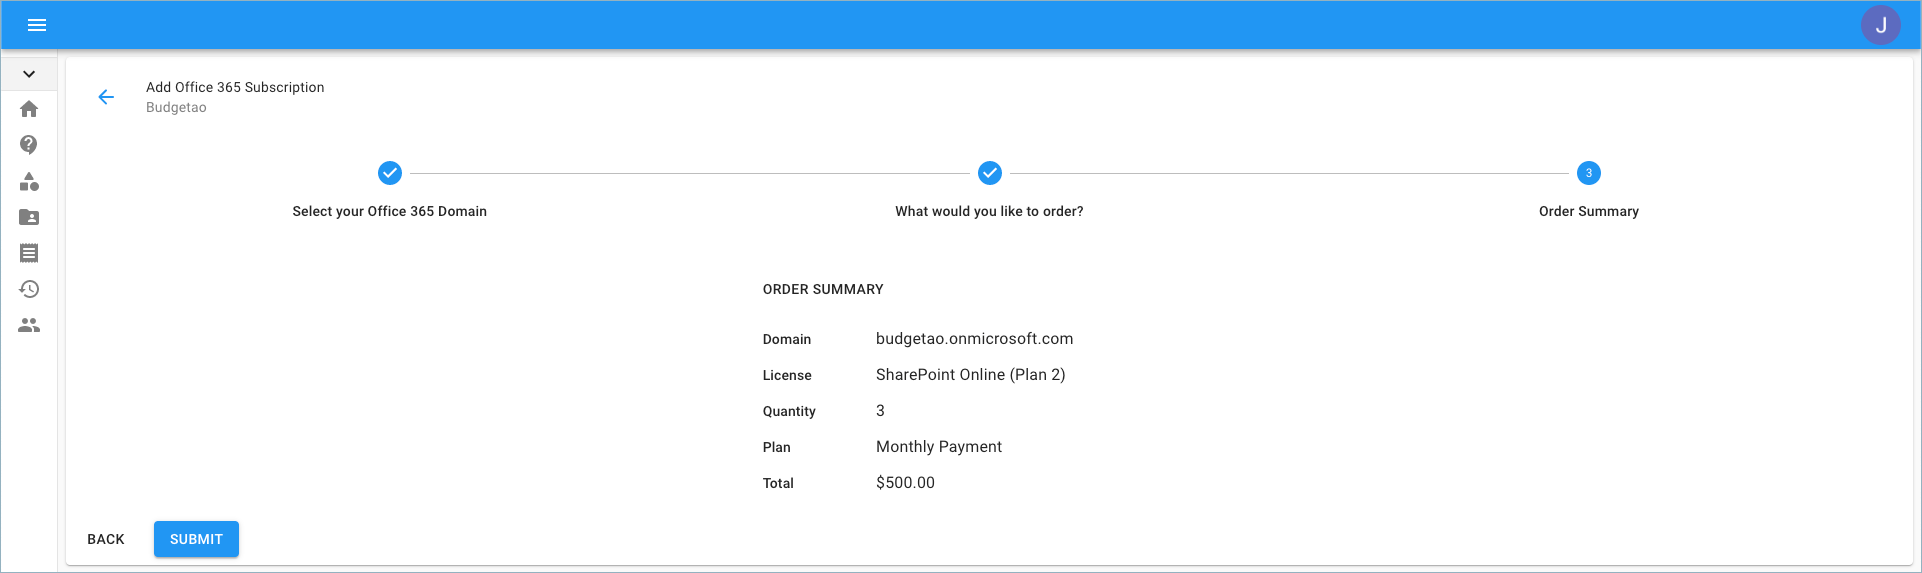 J
Add Office 365 Subscription
Budgetao
3
Select your Office 365 Domain
What would you like to order?
Order Summary
ORDER SUMMARY
Domain budgetao.onmicrosoft.com
License SharePoint Online (Plan 2)
Quantity 3
Plan Monthly Payment
Total $500.00
BACK SUBMIT